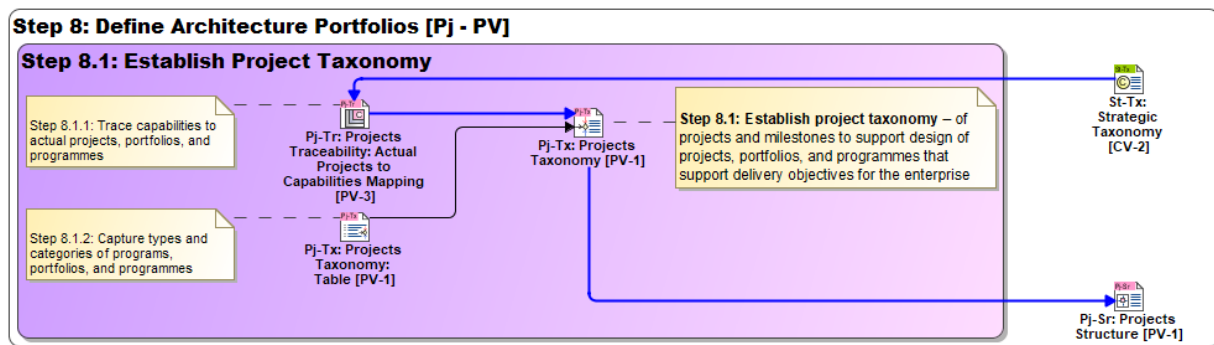 Step 8: Define Architecture Portfolios [Pj - PV]
Step 8.1: Establish Project Taxonomy
Step 8.1.1: Trace capabilities to
actual projects, portfolios, and
programmes
Pj-Tr
Pj-Tr: Projects
Traceability: Actual
Projects to
Capabilities Mapping
[PV-3]
Pj-Tx
Pj-Tx: Projects
Taxonomy [PV-1]
Step 8.1: Establish project taxonomy – of
projects and milestones to support design of
projects, portfolios, and programmes that
support delivery objectives for the enterprise
St-Tx
St-Tx:
Strategic
Taxonomy
[CV-2]
Step 8.1.2: Capture types and
categories of programs,
portfolios, and programmes
Pj-Tx
Pj-Tx: Projects
Taxonomy:
Table [PV-1]
Pj-Sr
Pj-Sr: Projects
Structure [PV-1]